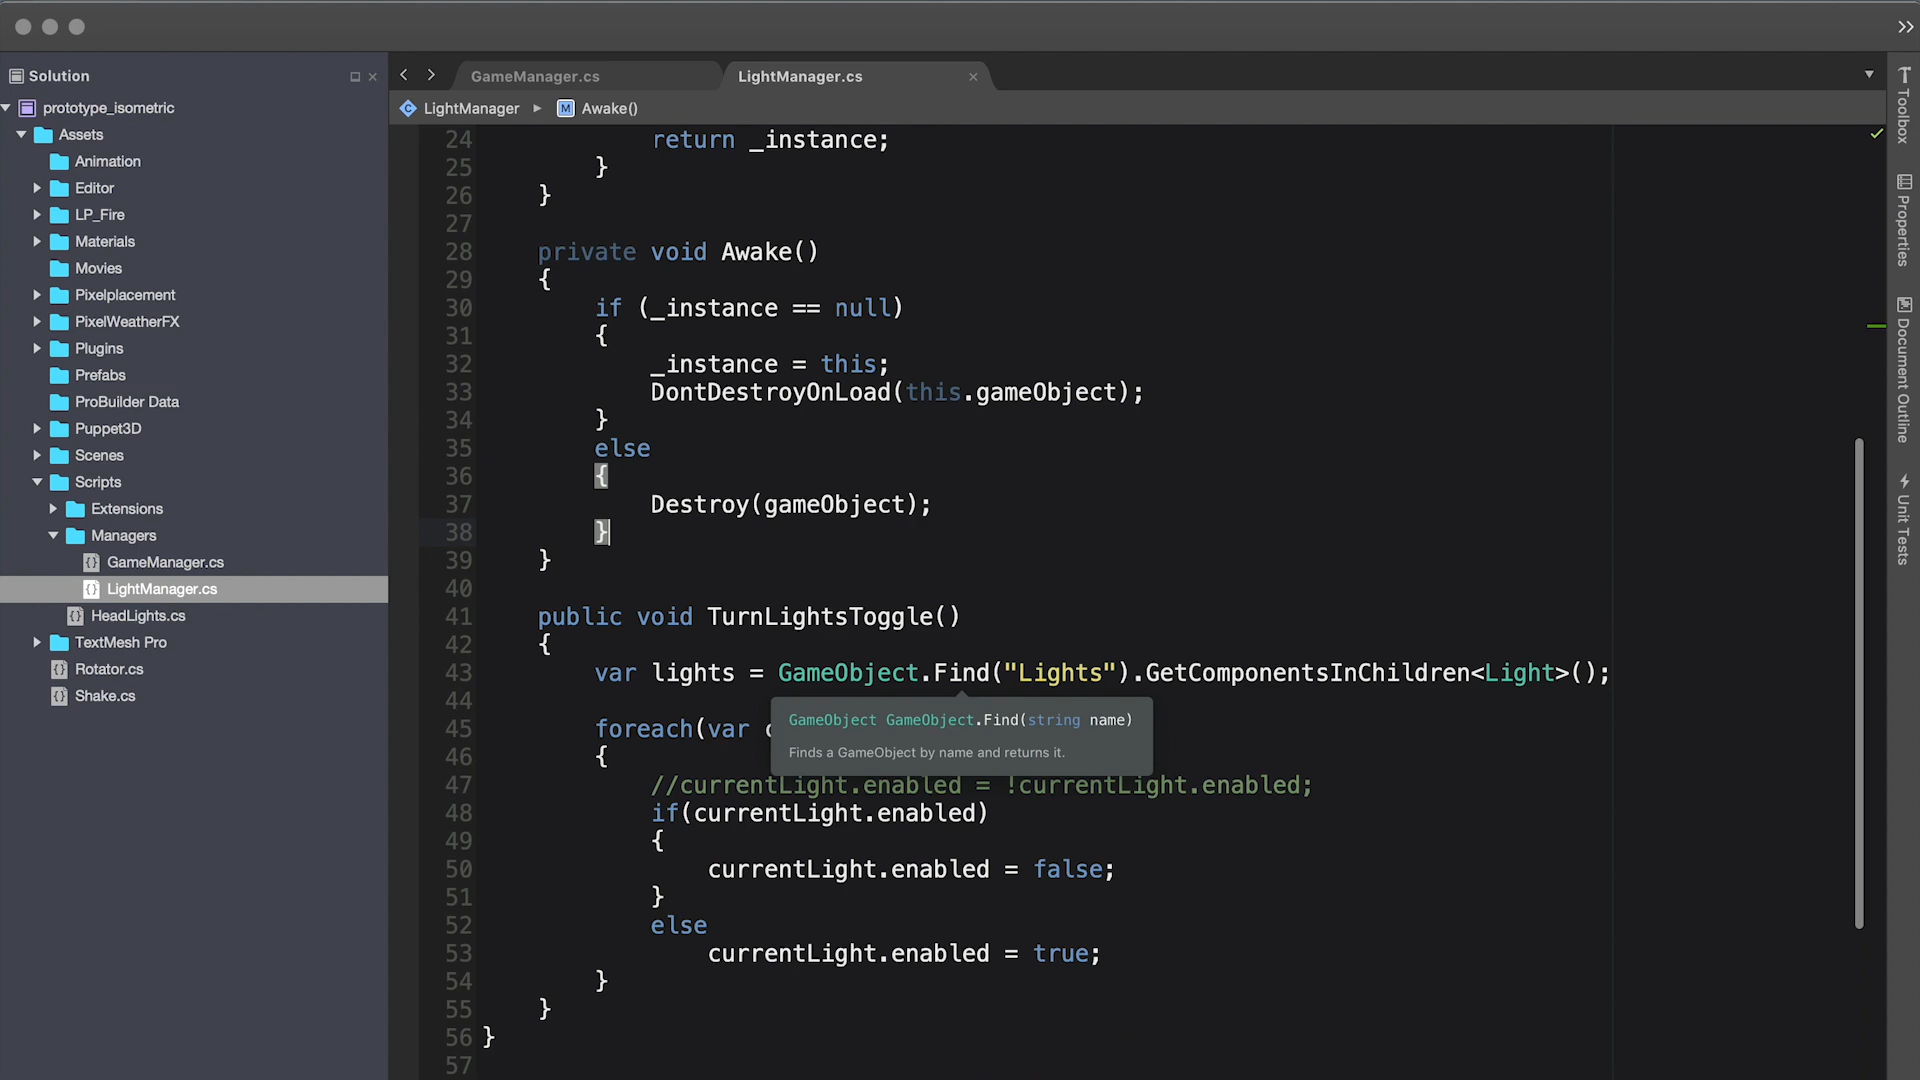 Solution
prototype_isometric
Assets
Animation
Editor
LP_Fire
Materials
Movies
Pixelplacement
PixelWeatherFX
Plugins
Prefabs
ProBuilder Data
Puppet3D
Scenes
Scripts
Extensions
Managers
GameManager.cs
LightManager.cs
HeadLights.cs
TextMesh Pro
Rotator.cs
Shake.cs
GameManager.cs
LightManager.cs
LightManager
M Awake()
24 return _instance;
25 }
26 }
27
28 private void Awake()
29 {
30 if (_instance == null)
31 {
32 _instance = this;
33 DontDestroyOnLoad(this.gameObject);
34 }
35 else
36 {
37 Destroy(gameObject);
38 }
39 }
40
41 public void TurnLightsToggle()
42 {
43 var lights = GameObject.Find("Lights").GetComponentsInChildren<Light>();
44
45 foreach(var
GameObject GameObject.Find(string name)
Finds a GameObject by name and returns it.
46 {
47 //currentLight.enabled = !currentLight.enabled;
48 if(currentLight.enabled)
49 {
50 currentLight.enabled = false;
51 }
52 else
53 currentLight.enabled = true;
54 }
55 }
56 }
57
Toolbox
Properties
Document Outline
Unit Tests